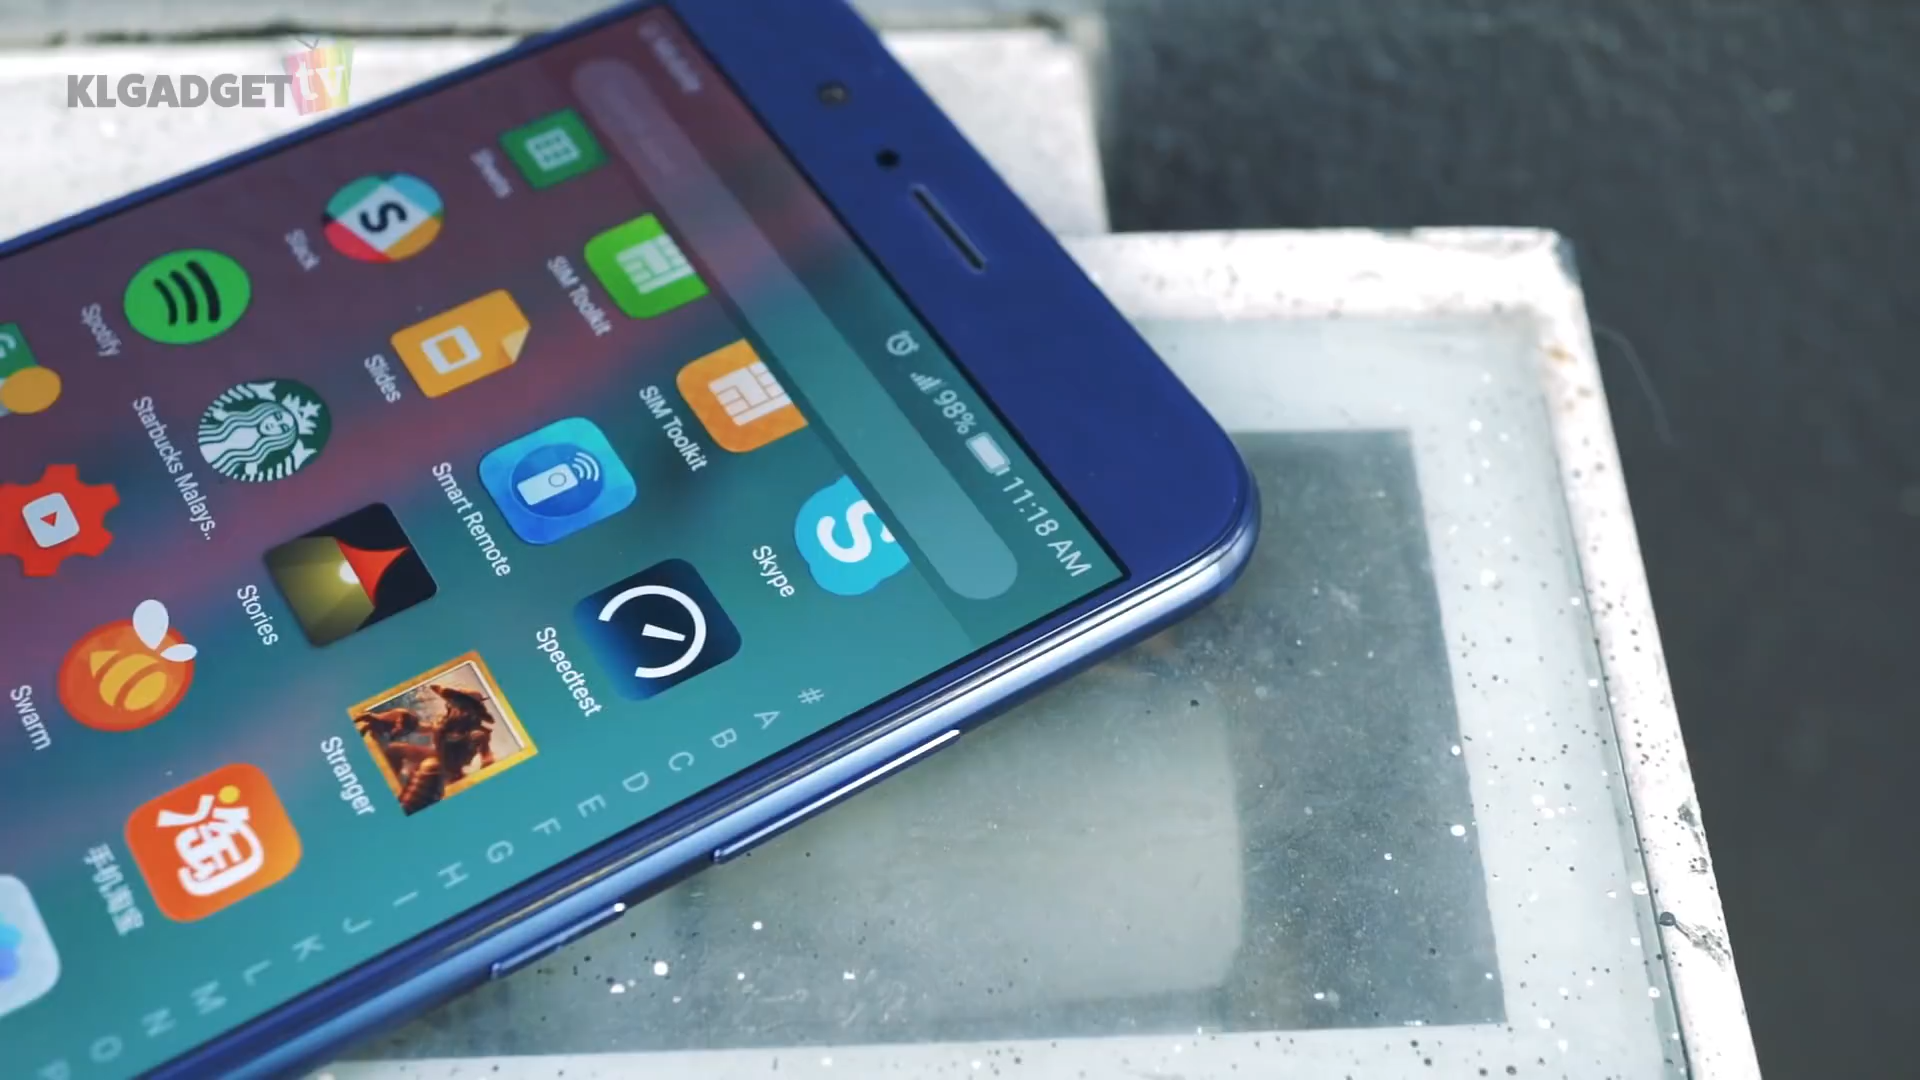 KLGADGET tv
98% 11:18 AM
Sheets
SIM Toolkit
SIM Toolkit
Skype
Slack
Slides
Smart Remote
Speedtest
Spotify
Starbucks Malays..
Stories
Stranger
Swarm
手机淘宝
#
A
B
C
D
E
F
G
H
I
J
K
L
M
N
O
P